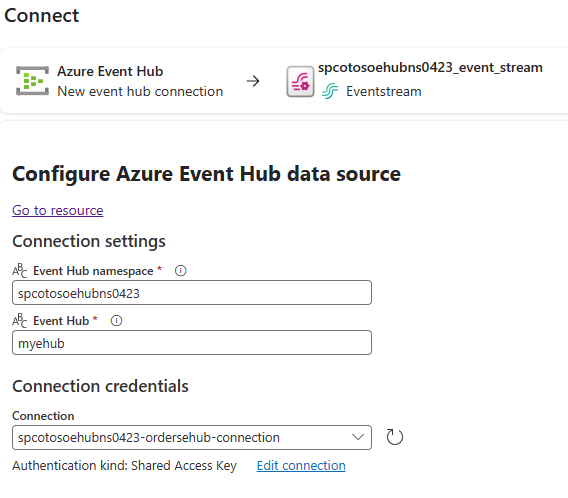 Connect
Azure Event Hub
New event hub connection
spcotosoehubns0423_event_stream
Eventstream
Configure Azure Event Hub data source
Go to resource
Connection settings
Event Hub namespace *
spcotosoehubns0423
Event Hub *
myehub
Connection credentials
Connection
spcotosoehubns0423-ordersehub-connection
Authentication kind: Shared Access Key Edit connection